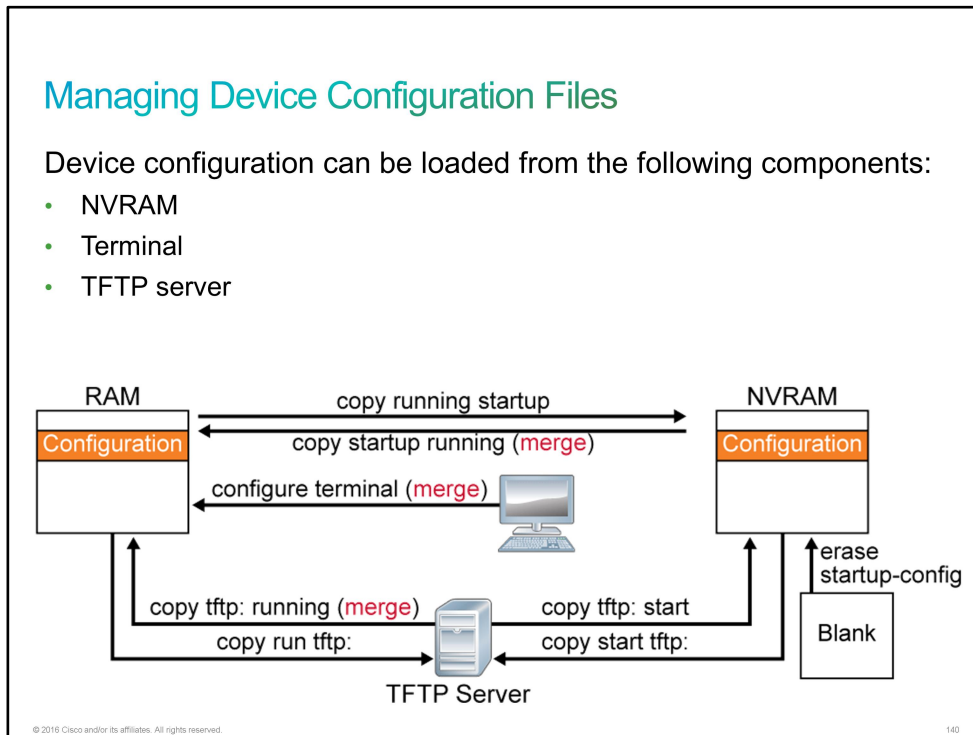 Managing Device Configuration Files
Device configuration can be loaded from the following components:
• NVRAM
• Terminal
• TFTP server
RAM
NVRAM
copy running startup
Configuration
copy startup running (merge)
Configuration
configure terminal (merge)
erase
startup-config
copy tftp: running (merge)
copy tftp: start
copy run tftp:
copy start tftp:
Blank
TFTP Server
© 2016 Cisco and/or its affiliates. All rights reserved.
140